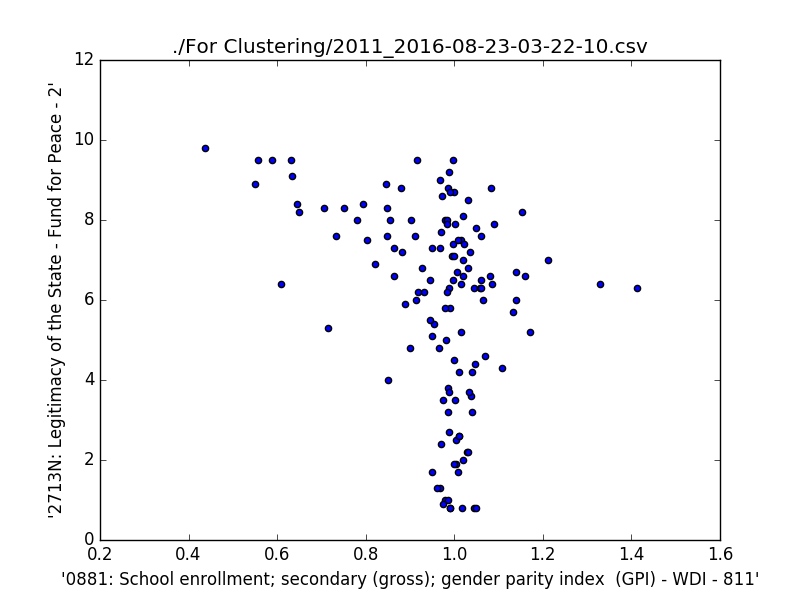 ./For Clustering/2011_2016-08-23-03-22-10.csv
'2713N: Legitimacy of the State - Fund for Peace - 2'
12
10
8
6
4
2
0
0.2 0.4 0.6 0.8 1.0 1.2 1.4 1.6
'0881: School enrollment; secondary (gross); gender parity index  (GPI) - WDI - 811'